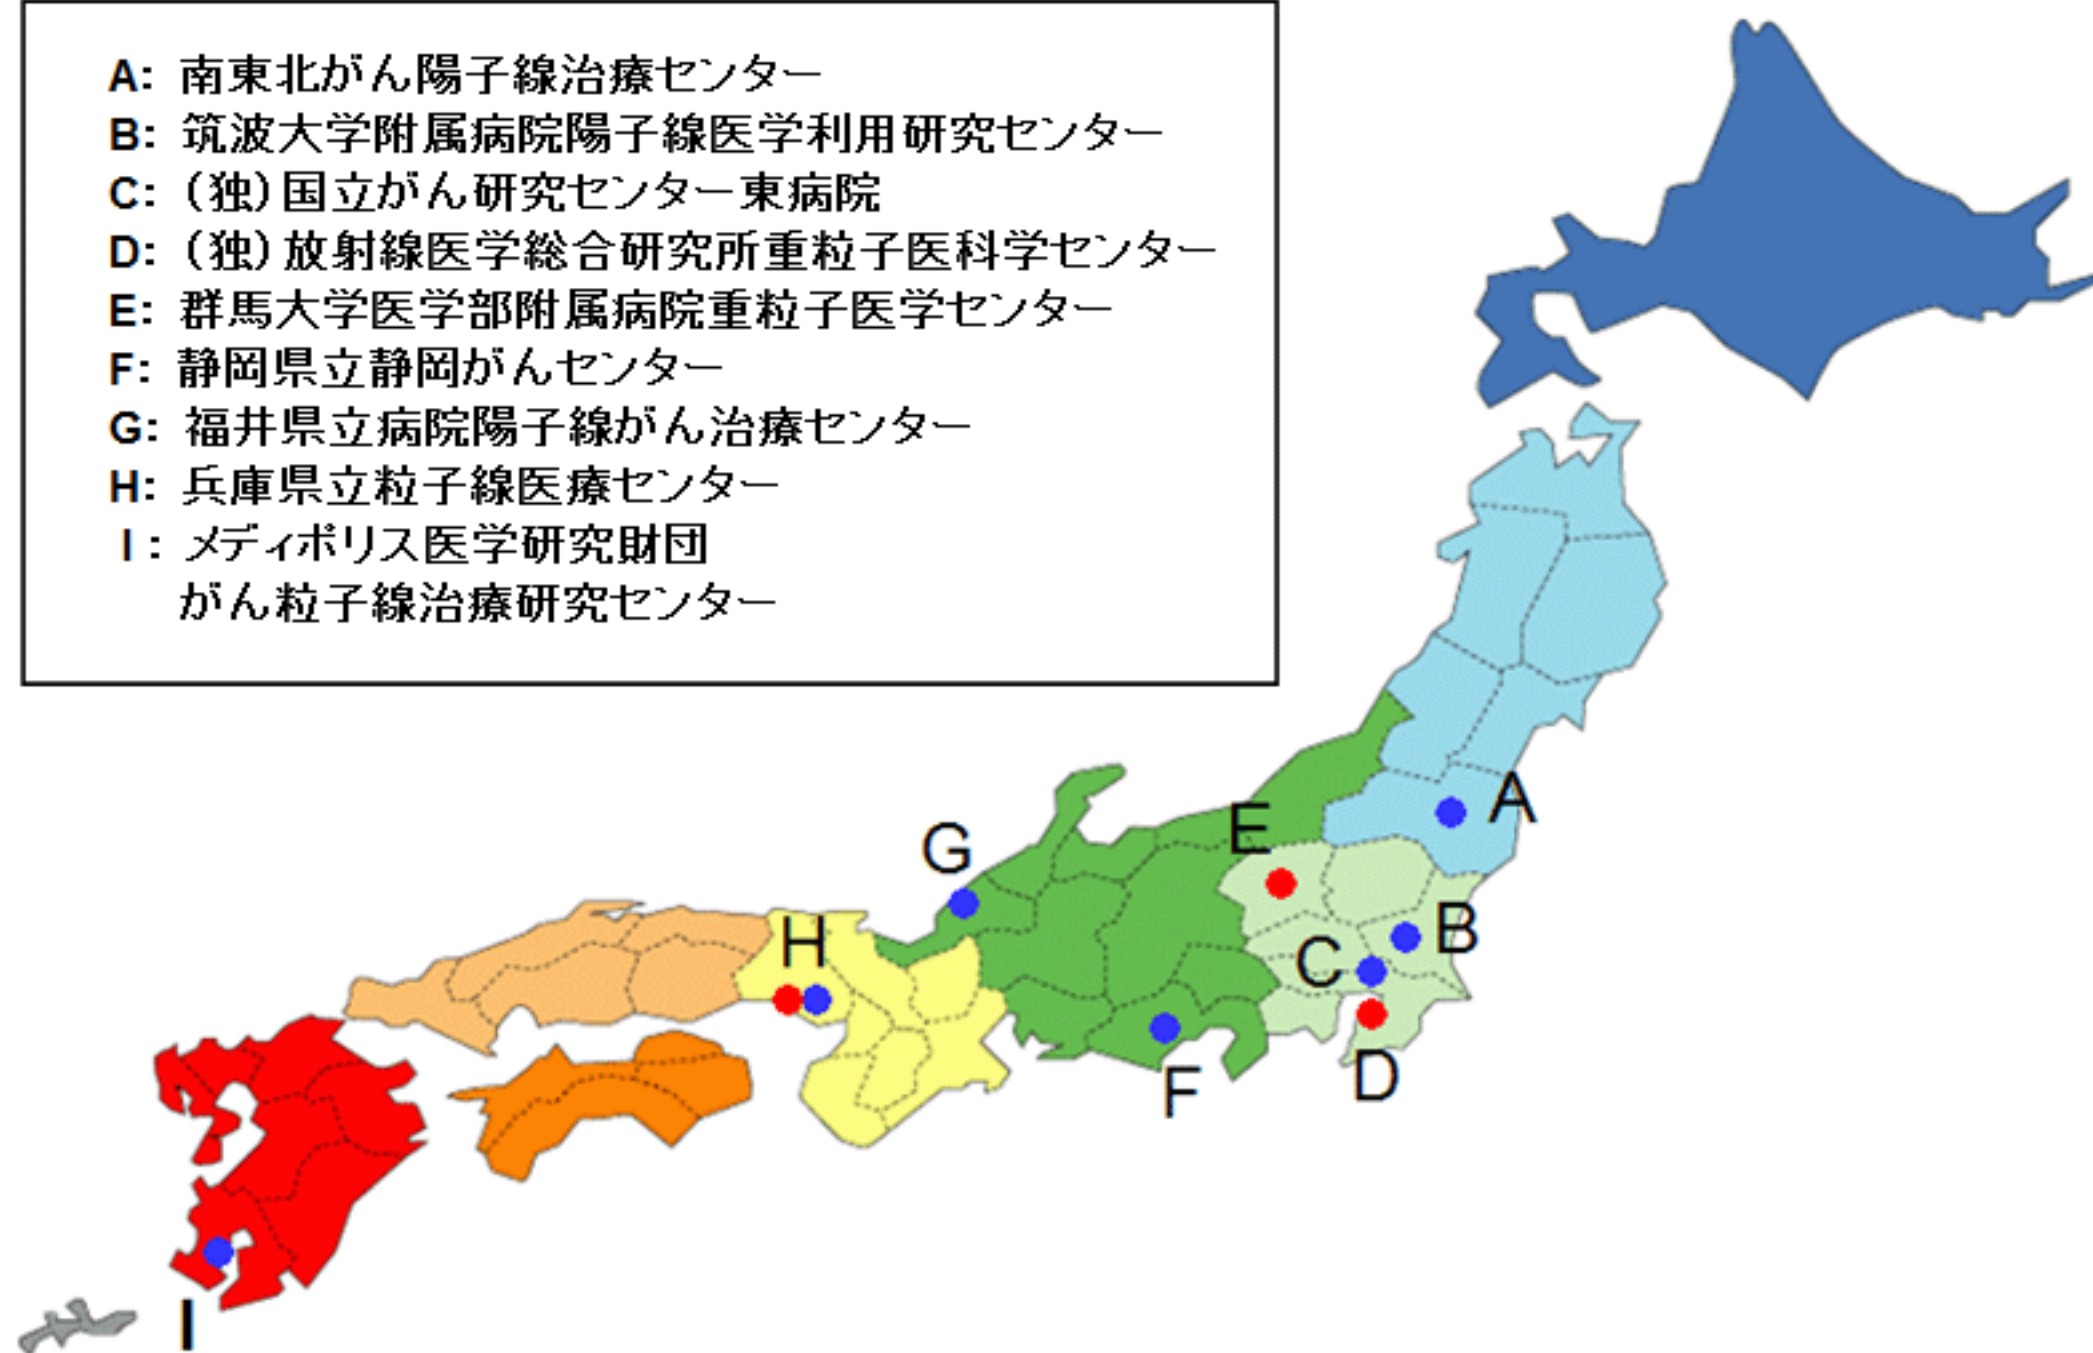 A: 南東北がん陽子線治療センター
B: 筑波大学附属病院陽子線医学利用研究センター
C: (独)国立がん研究センター東病院
D: (独)放射線医学総合研究所重粒子医科学センター
E: 群馬大学医学部附属病院重粒子医学センター
F: 静岡県立静岡がんセンター
G: 福井県立病院陽子線がん治療センター
H: 兵庫県立粒子線医療センター
I: メディポリス医学研究財団
がん粒子線治療研究センター
A
E
G
B
H
C
D
F
I